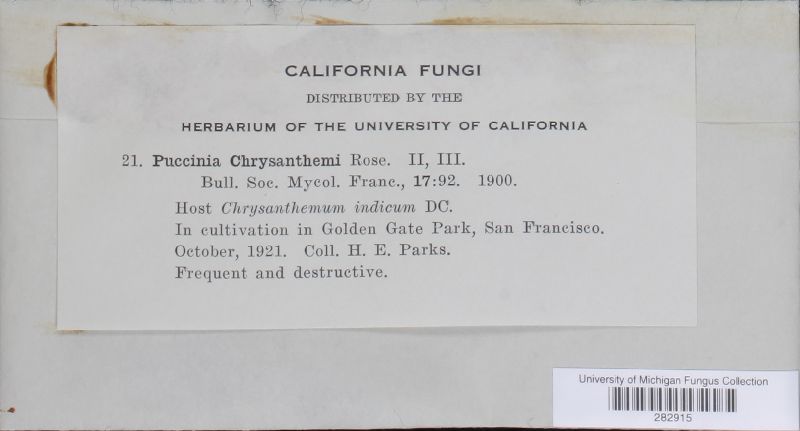 CALIFORNIA FUNGI
DISTRIBUTED BY THE
HERBARIUM OF THE UNIVERSITY OF CALIFORNIA
21. Puccinia Chrysanthemi Rose. II, III.
Bull. Soc. Mycol. Franc., 17:92. 1900.
Host Chrysanthemum indicum DC.
In cultivation in Golden Gate Park, San Francisco.
October, 1921. Coll. H. E. Parks.
Frequent and destructive.
University of Michigan Fungus Collection
282915